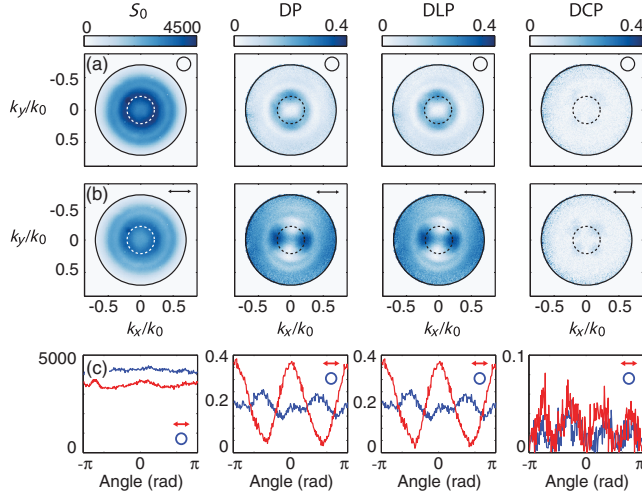 S0 DP DLP DCP
0 4500 0 0.4 0 0.4 0 0.4
(a)
-0.5
ky/k0 0
0.5
(b)
-0.5
ky/k0 0
0.5
-0.5 0 0.5 -0.5 0 0.5 -0.5 0 0.5 -0.5 0 0.5
kx/k0 kx/k0 kx/k0 kx/k0
(c)
5000 0.4 0.4 0.1
0.2 0.2
0 0 0 0
-π 0 π -π 0 π -π 0 π -π 0 π
Angle (rad) Angle (rad) Angle (rad) Angle (rad)